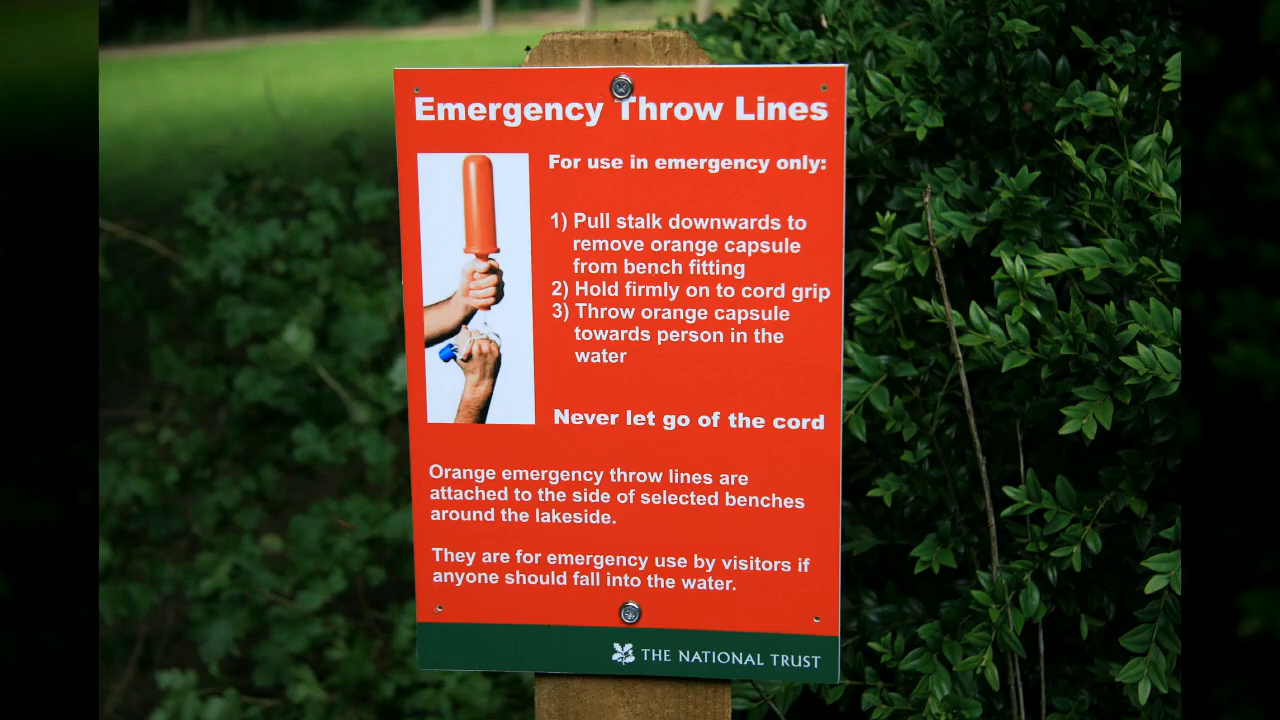 Emergency Throw Lines
For use in emergency only:
1) Pull stalk downwards to
remove orange capsule
from bench fitting
2) Hold firmly on to cord grip
3) Throw orange capsule
towards person in the
water
Never let go of the cord
Orange emergency throw lines are
attached to the side of selected benches
around the lakeside.
They are for emergency use by visitors if
anyone should fall into the water.
THE NATIONAL TRUST